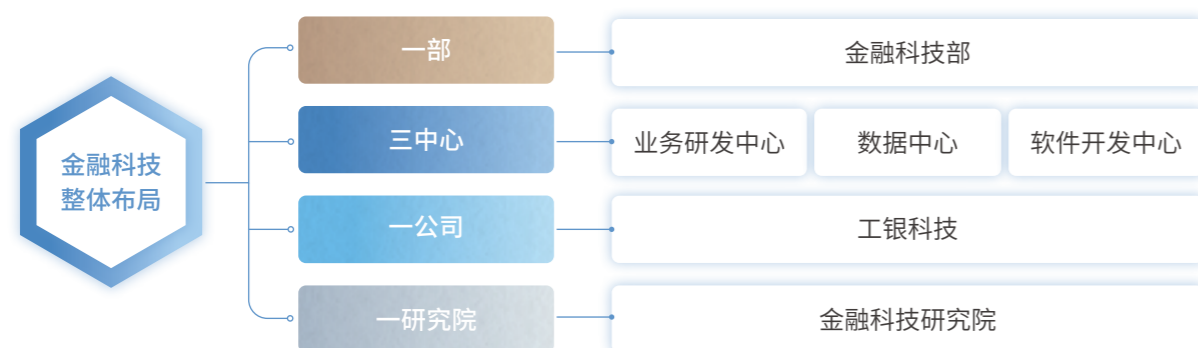 金融科技
整体布局
一部
金融科技部
三中心
业务研发中心
数据中心
软件开发中心
一公司
工银科技
一研究院
金融科技研究院